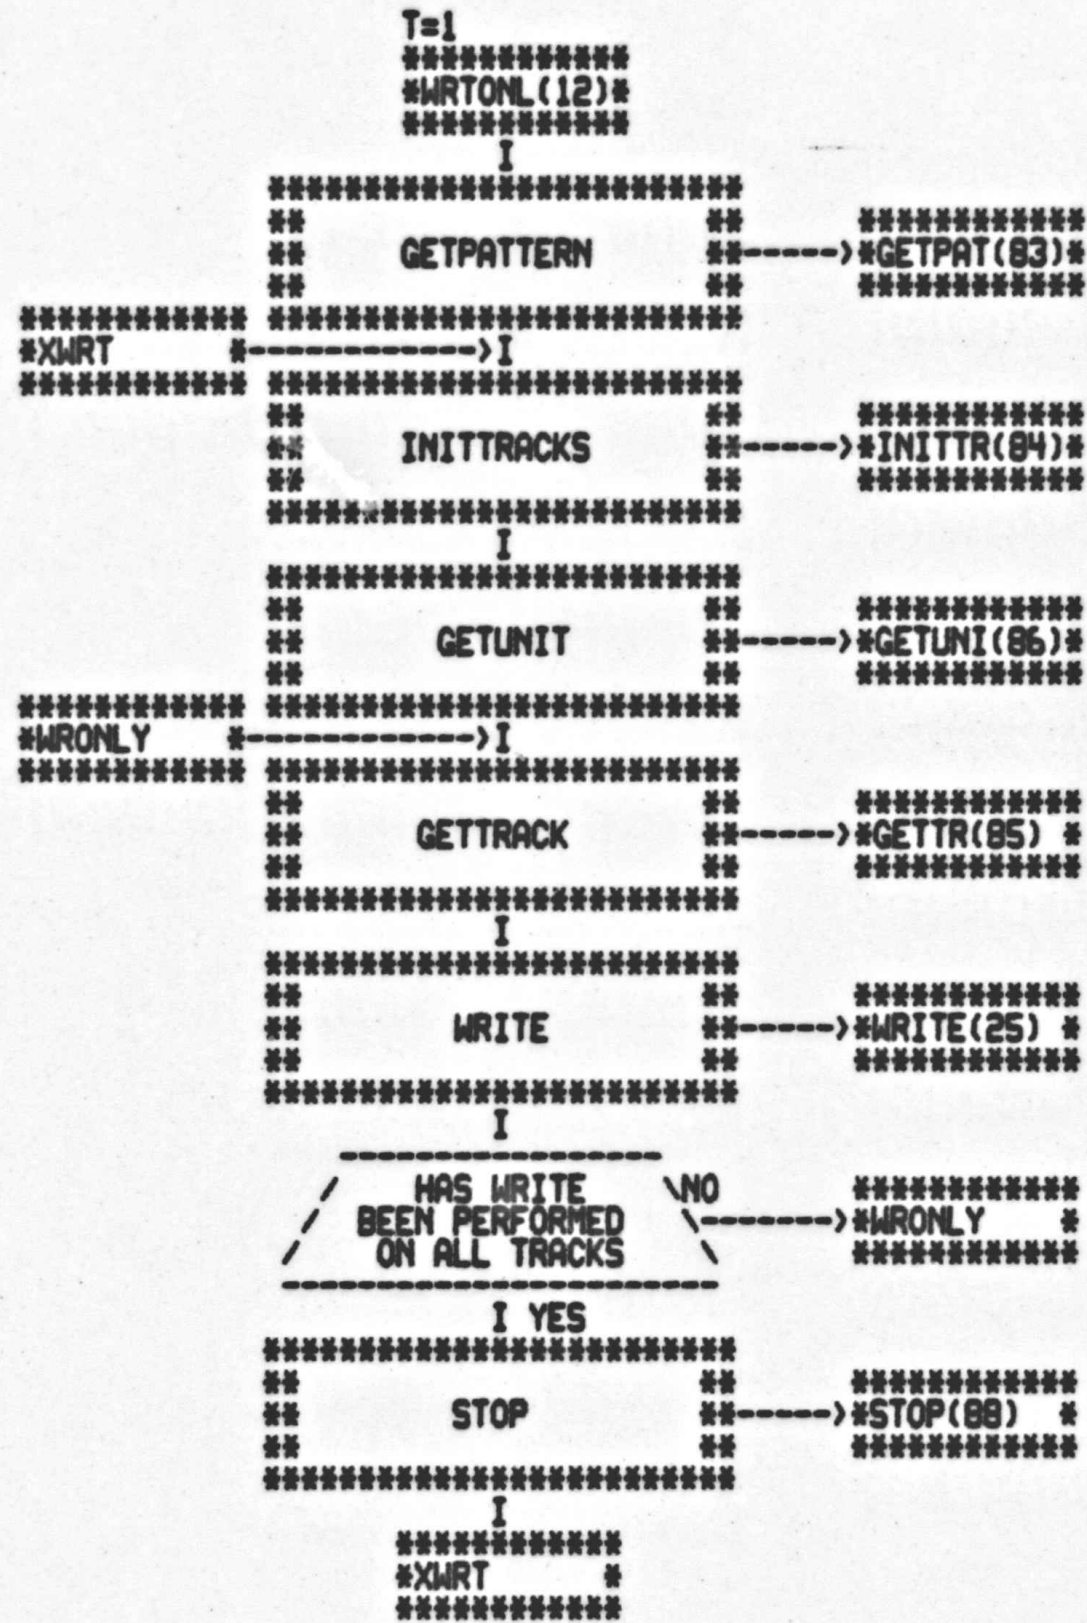 T=1
************
*WRTONL(12)*
************
I
*************************
** **
** GETPATTERN **----->*GETPAT(83)*
** **
*XWRT *------------>I
** INITTRACKS **----->*INITTR(84)*
I
** GETUNIT **----->*GETUNI(86)*
*WRONLY *------------>I
** GETTRACK **----->*GETTR(85) *
I
** WRITE **----->*WRITE(25) *
I
/ HAS WRITE \NO
/ BEEN PERFORMED \------->*WRONLY *
/ ON ALL TRACKS \
I YES
** STOP **----->*STOP(88) *
I
*XWRT *
************